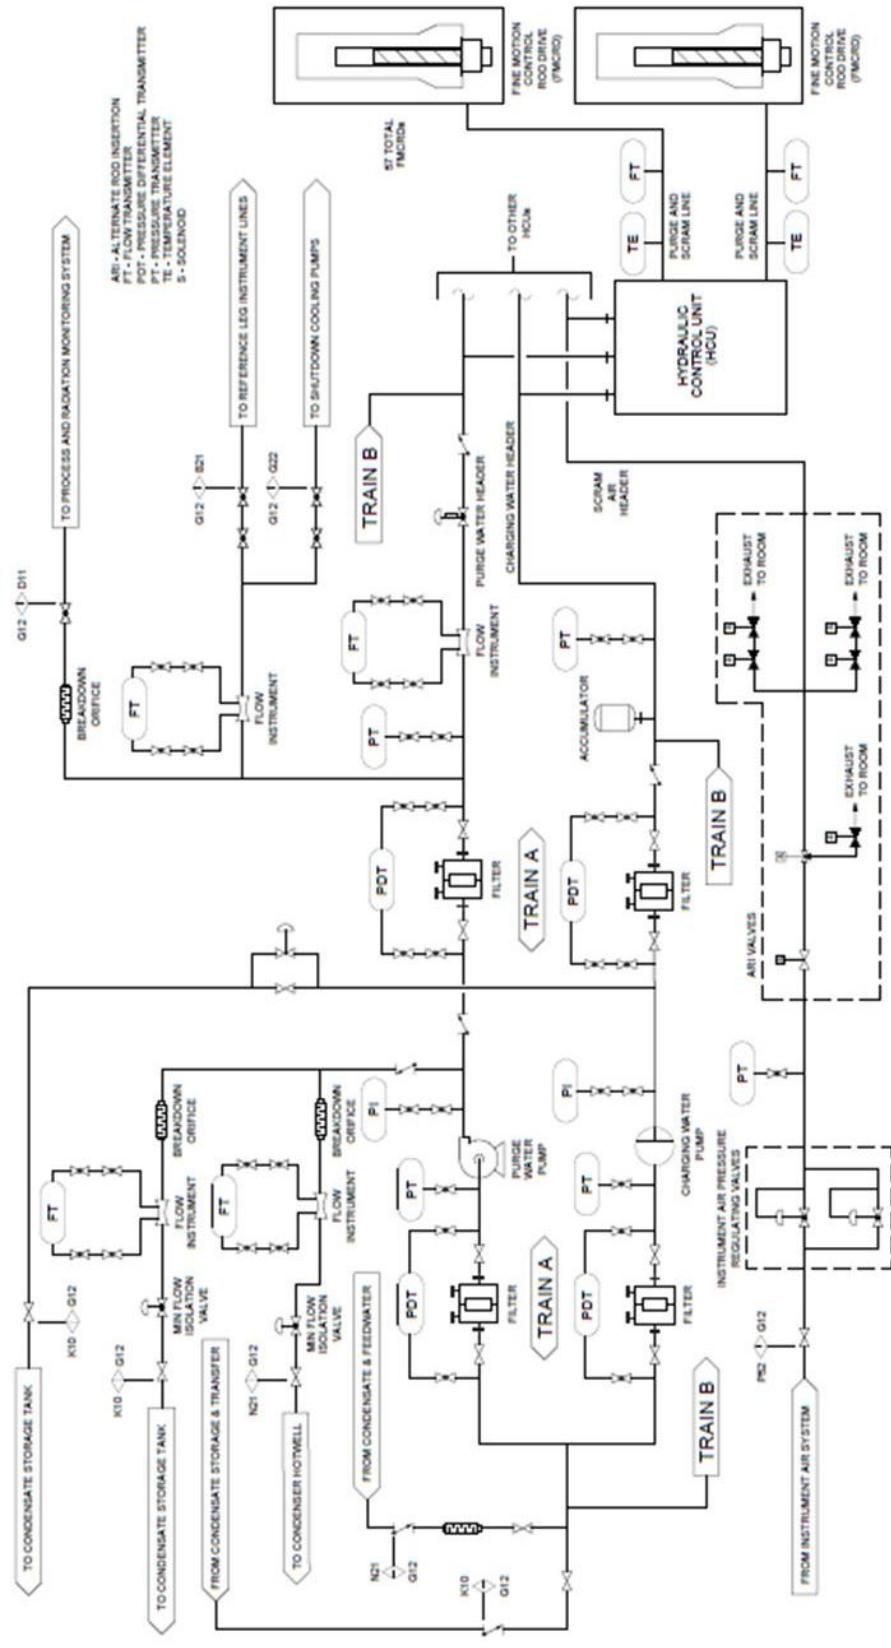 TO CONDENSATE STORAGE TANK
K10 G12
G12 D11
TO PROCESS AND RADIATION MONITORING SYSTEM
BREAKDOWN
ORIFICE
ARI - ALTERNATE ROD INSERTION
FT - FLOW TRANSMITTER
PDT - PRESSURE DIFFERENTIAL TRANSMITTER
PT - PRESSURE TRANSMITTER
TE - TEMPERATURE ELEMENT
S - SOLENOID
TO CONDENSATE STORAGE TANK
K10 G12
MIN FLOW
ISOLATION
VALVE
FT
FLOW
INSTRUMENT
BREAKDOWN
ORIFICE
FT
FLOW
INSTRUMENT
G12 B21
TO REFERENCE LEG INSTRUMENT LINES
G12 G22
TO SHUTDOWN COOLING PUMPS
FROM CONDENSATE STORAGE & TRANSFER
TO CONDENSER HOTWELL
N21 G12
MIN FLOW
ISOLATION
VALVE
FT
FLOW
INSTRUMENT
BREAKDOWN
ORIFICE
FROM CONDENSATE & FEEDWATER
N21 G12
K10 G12
PDT
FILTER
PT
PURGE
WATER
PUMP
PI
PDT
FILTER
PT
FT
FLOW
INSTRUMENT
PURGE WATER HEADER
TRAIN B
57 TOTAL
FMCRDs
FINE MOTION
CONTROL
ROD DRIVE
(FMCRD)
TRAIN A
TRAIN A
CHARGING WATER HEADER
TO OTHER
HCUs
PDT
FILTER
PT
CHARGING WATER
PUMP
PI
PDT
FILTER
ACCUMULATOR
PT
SCRAM
AIR
HEADER
HYDRAULIC
CONTROL UNIT
(HCU)
TE
FT
PURGE AND
SCRAM LINE
PURGE AND
SCRAM LINE
TE
FT
FINE MOTION
CONTROL
ROD DRIVE
(FMCRD)
TRAIN B
TRAIN B
INSTRUMENT AIR PRESSURE
REGULATING VALVES
PT
ARI VALVES
EXHAUST
TO ROOM
EXHAUST
TO ROOM
EXHAUST
TO ROOM
P52 G12
FROM INSTRUMENT AIR SYSTEM